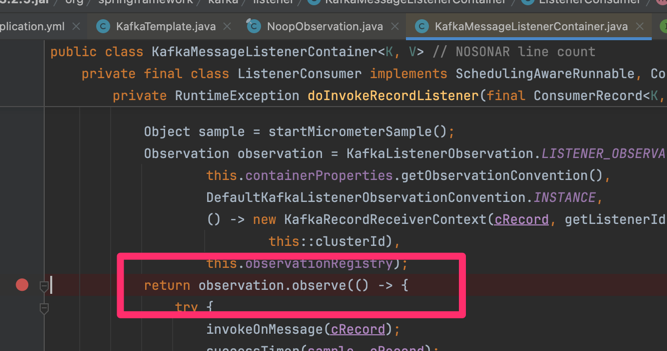 3.2.3.jar / org / springframework / kafka / listener / KafkaMessageListenerContainer / ListenerConsumer /
plication.yml × KafkaTemplate.java × NoopObservation.java × KafkaMessageListenerContainer.java ×
public class KafkaMessageListenerContainer<K, V> // NOSONAR line count
private final class ListenerConsumer implements SchedulingAwareRunnable, Co
private RuntimeException doInvokeRecordListener(final ConsumerRecord<K,
Object sample = startMicrometerSample();
Observation observation = KafkaListenerObservation.LISTENER_OBSERVA
this.containerProperties.getObservationConvention(),
DefaultKafkaListenerObservationConvention.INSTANCE,
() -> new KafkaRecordReceiverContext(cRecord, getListenerId
this::clusterId),
this.observationRegistry);
return observation.observe(() -> {
try {
invokeOnMessage(cRecord);
successTimer(sample, cRecord);